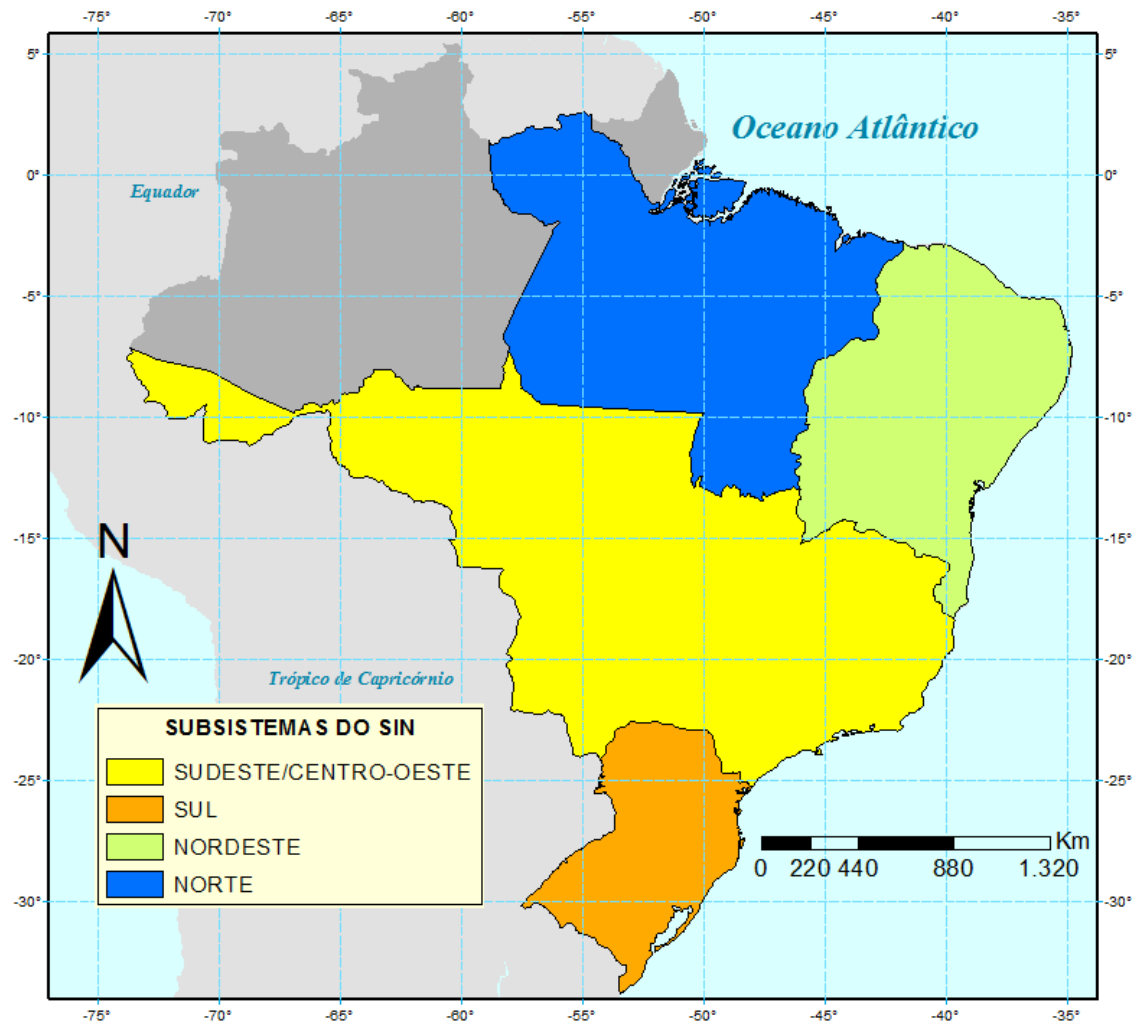 -75° -70° -65° -60° -55° -50° -45° -40° -35°
5° 5°
Oceano Atlântico
0° 0°
Equador
-5° -5°
-10° -10°
N
-15° -15°
-20° -20°
Trópico de Capricórnio
SUBSISTEMAS DO SIN
SUDESTE/CENTRO-OESTE
-25° -25°
SUL
NORDESTE
Km
0 220 440 880 1.320
NORTE
-30° -30°
-75° -70° -65° -60° -55° -50° -45° -40° -35°